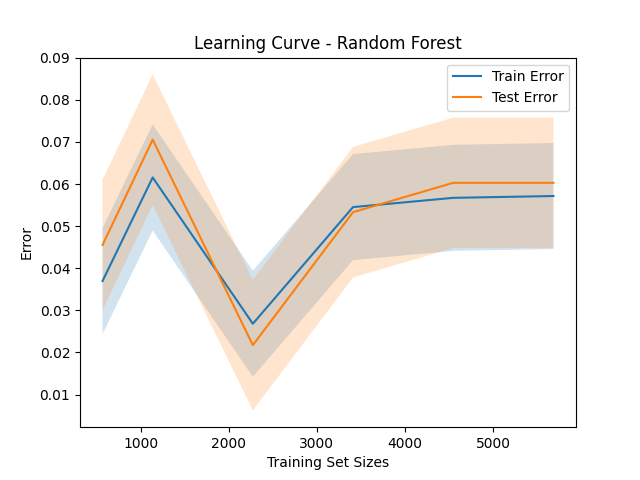 Learning Curve - Random Forest
0.09
0.08
0.07
0.06
0.05
0.04
0.03
0.02
0.01
Error
Train Error
Test Error
1000 2000 3000 4000 5000
Training Set Sizes